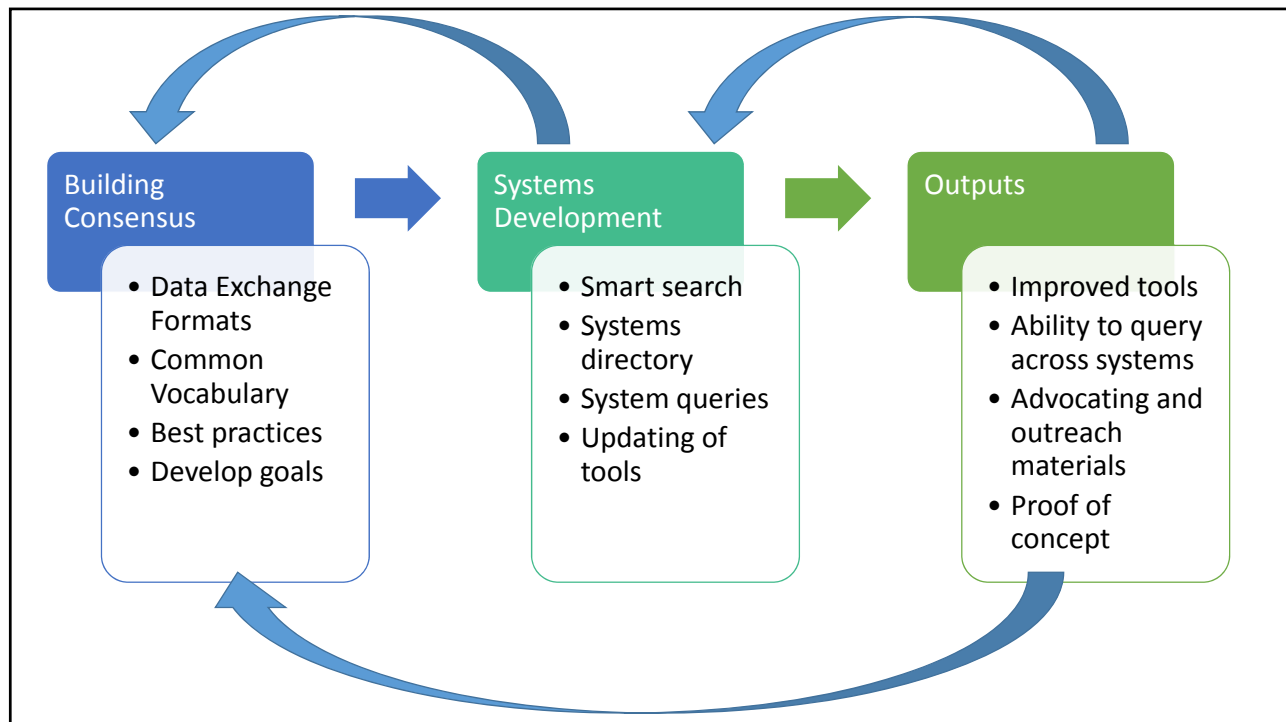 Building
Consensus
• Data Exchange
Formats
• Common
Vocabulary
• Best practices
• Develop goals
Systems
Development
• Smart search
• Systems
directory
• System queries
• Updating of
tools
Outputs
• Improved tools
• Ability to query
across systems
• Advocating and
outreach
materials
• Proof of
concept